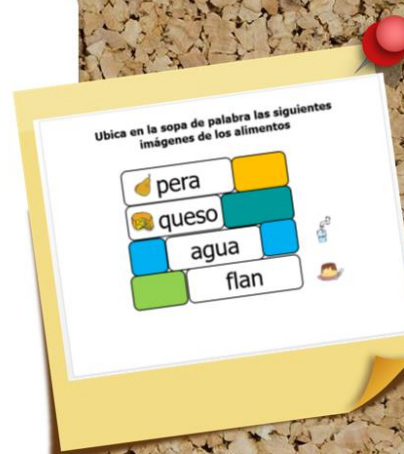 Ubica en la sopa de palabra las siguientes
imágenes de los alimentos
pera
queso
agua
flan